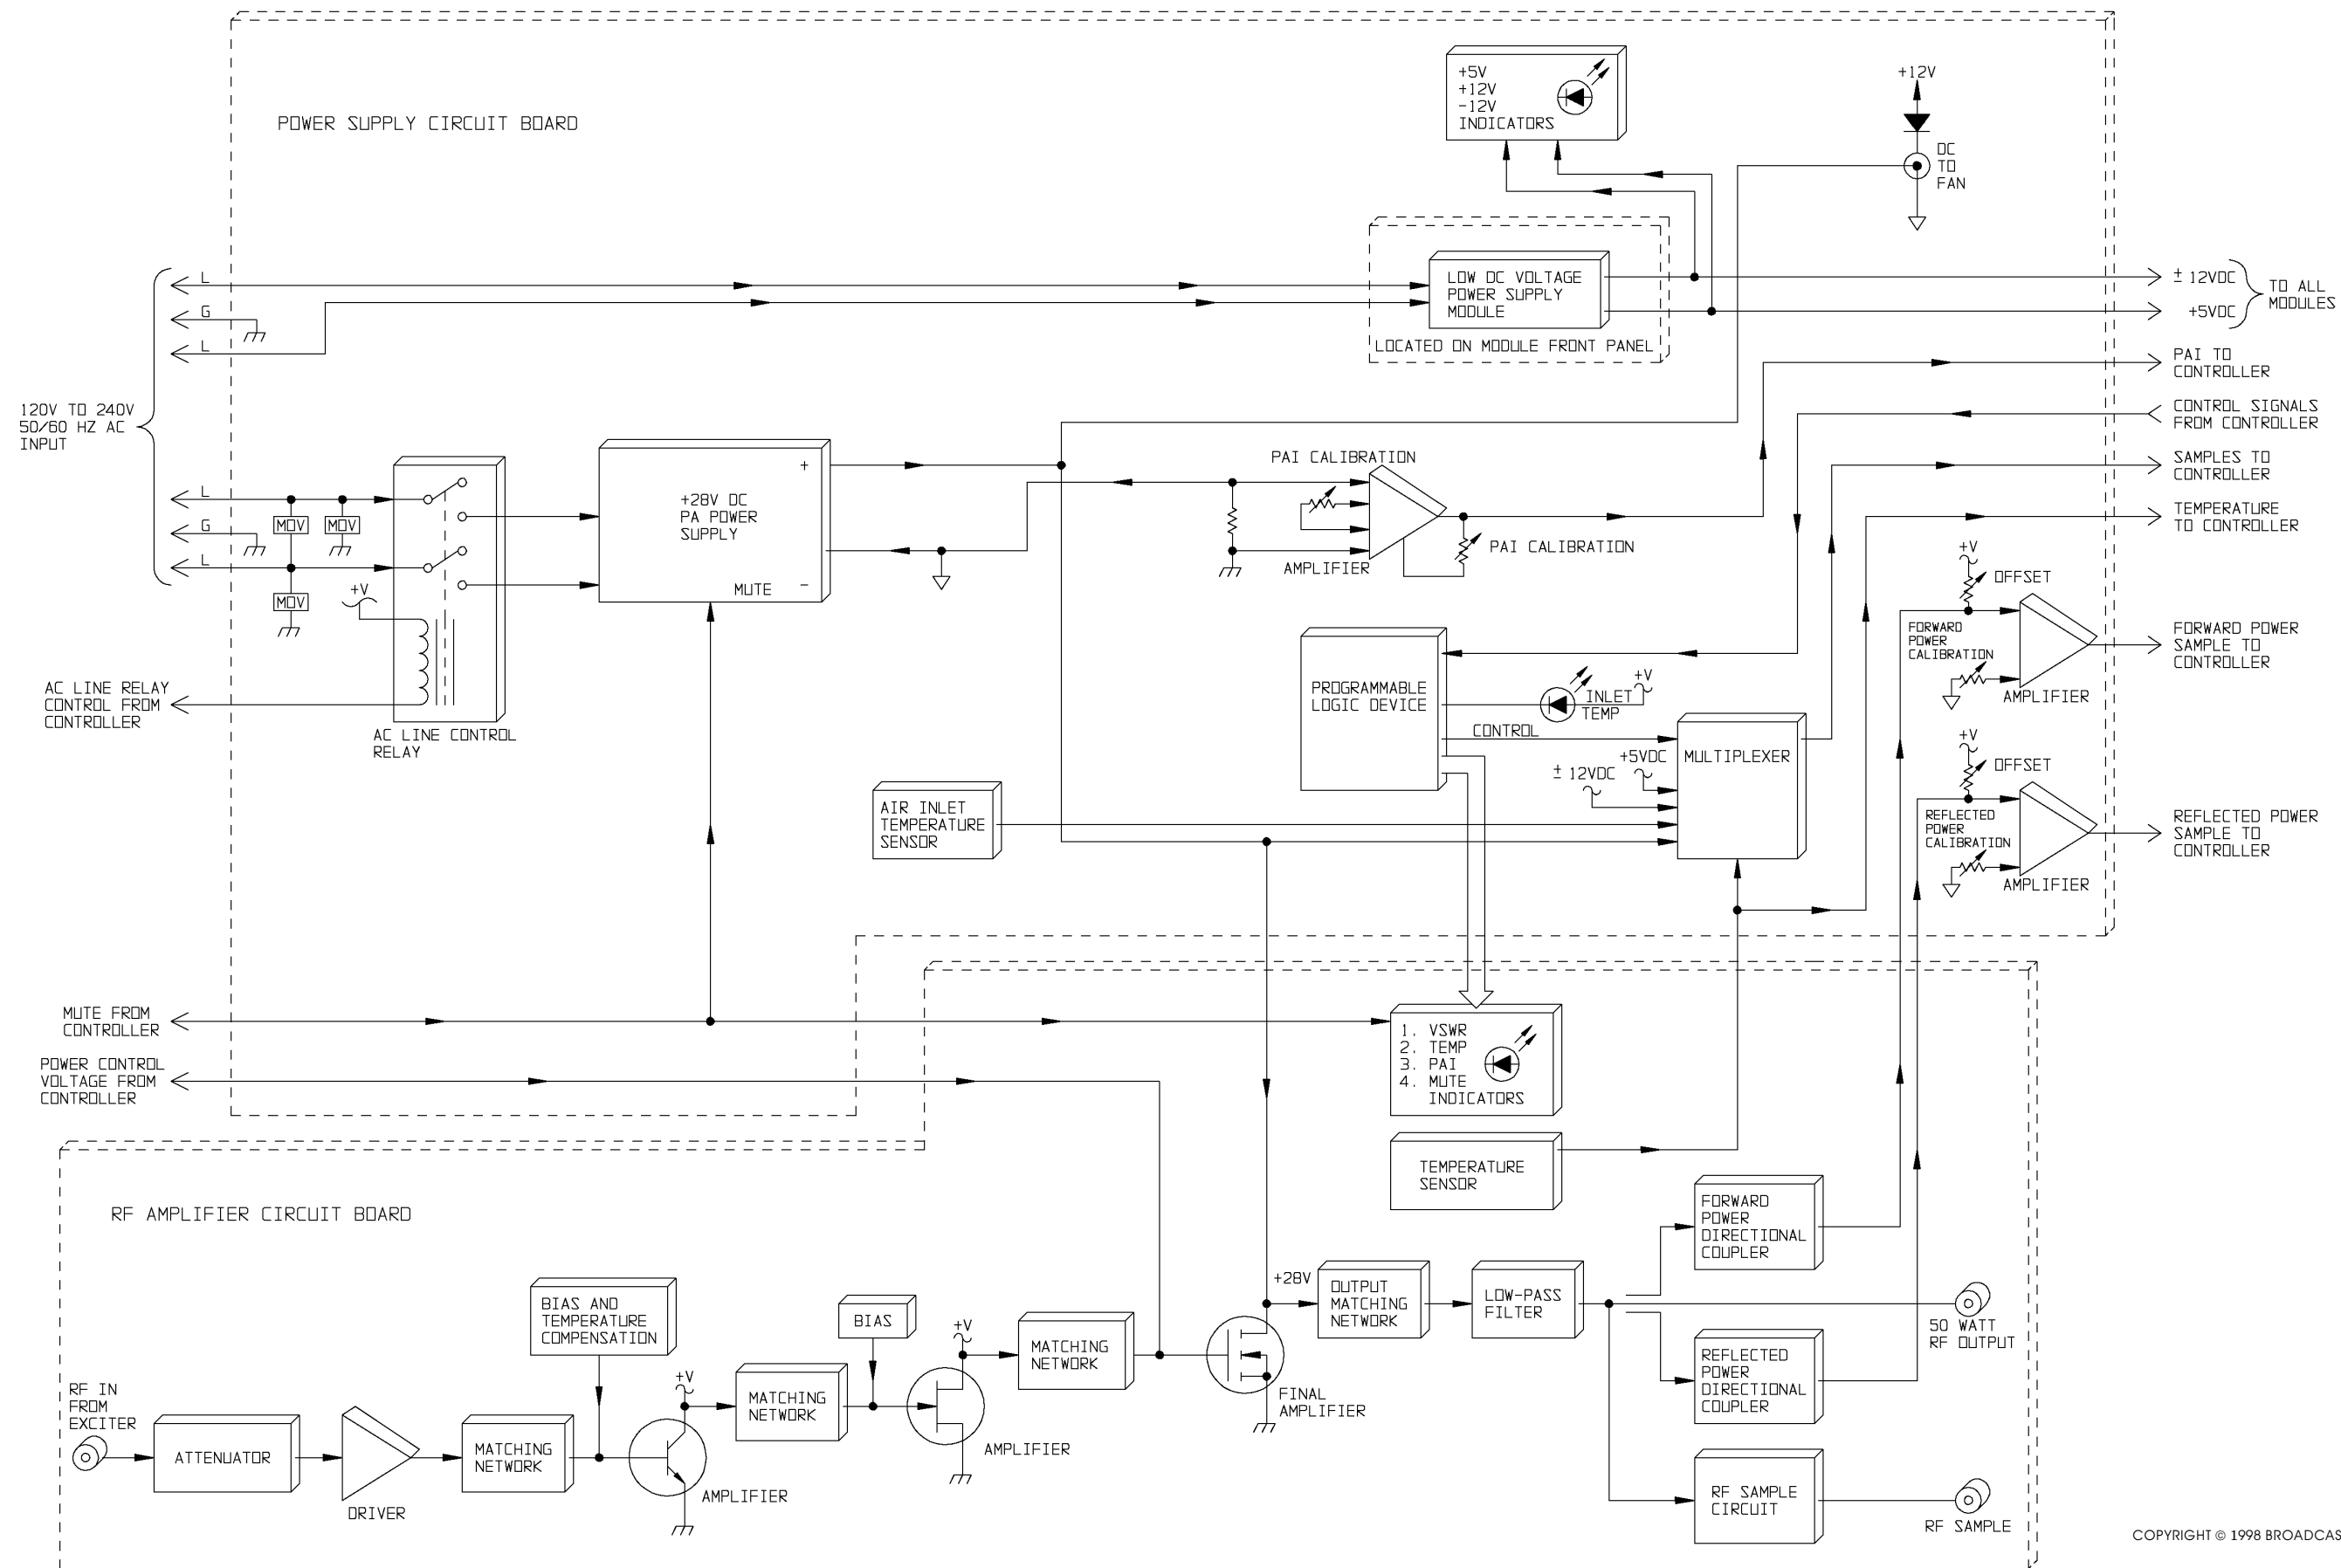 POWER SUPPLY CIRCUIT BOARD
+5V
+12V
-12V
INDICATORS
+12V
DC
TO
FAN
LOW DC VOLTAGE
POWER SUPPLY
MODULE
LOCATED ON MODULE FRONT PANEL
± 12VDC
+5VDC
TO ALL
MODULES
L
G
L
120V TO 240V
50/60 HZ AC
INPUT
L
G
L
MOV
MOV
MOV
+V
AC LINE RELAY
CONTROL FROM
CONTROLLER
AC LINE CONTROL
RELAY
+
+28V DC
PA POWER
SUPPLY
MUTE
-
PAI CALIBRATION
AMPLIFIER
PAI CALIBRATION
PAI TO
CONTROLLER
CONTROL SIGNALS
FROM CONTROLLER
SAMPLES TO
CONTROLLER
TEMPERATURE
TO CONTROLLER
+V
OFFSET
FORWARD
POWER
CALIBRATION
AMPLIFIER
FORWARD POWER
SAMPLE TO
CONTROLLER
+V
OFFSET
REFLECTED
POWER
CALIBRATION
AMPLIFIER
REFLECTED POWER
SAMPLE TO
CONTROLLER
PROGRAMMABLE
LOGIC DEVICE
+V
INLET
TEMP
CONTROL
+5VDC
± 12VDC
MULTIPLEXER
AIR INLET
TEMPERATURE
SENSOR
MUTE FROM
CONTROLLER
POWER CONTROL
VOLTAGE FROM
CONTROLLER
1. VSWR
2. TEMP
3. PAI
4. MUTE
INDICATORS
TEMPERATURE
SENSOR
RF AMPLIFIER CIRCUIT BOARD
RF IN
FROM
EXCITER
ATTENUATOR
DRIVER
MATCHING
NETWORK
BIAS AND
TEMPERATURE
COMPENSATION
+V
AMPLIFIER
MATCHING
NETWORK
BIAS
+V
AMPLIFIER
MATCHING
NETWORK
+28V
FINAL
AMPLIFIER
OUTPUT
MATCHING
NETWORK
LOW-PASS
FILTER
FORWARD
POWER
DIRECTIONAL
COUPLER
50 WATT
RF OUTPUT
REFLECTED
POWER
DIRECTIONAL
COUPLER
RF SAMPLE
CIRCUIT
RF SAMPLE
COPYRIGHT © 1998 BROADCAS